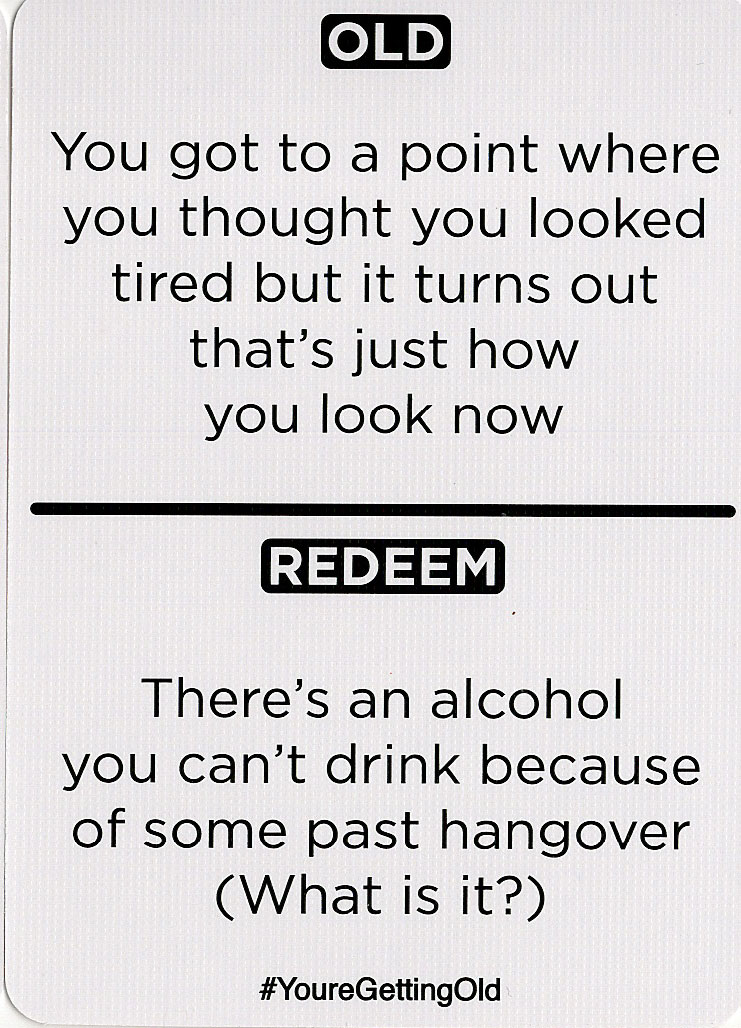 OLD
You got to a point where
you thought you looked
tired but it turns out
that's just how
you look now
REDEEM
There's an alcohol
you can't drink because
of some past hangover
(What is it?)
#YoureGettingOld